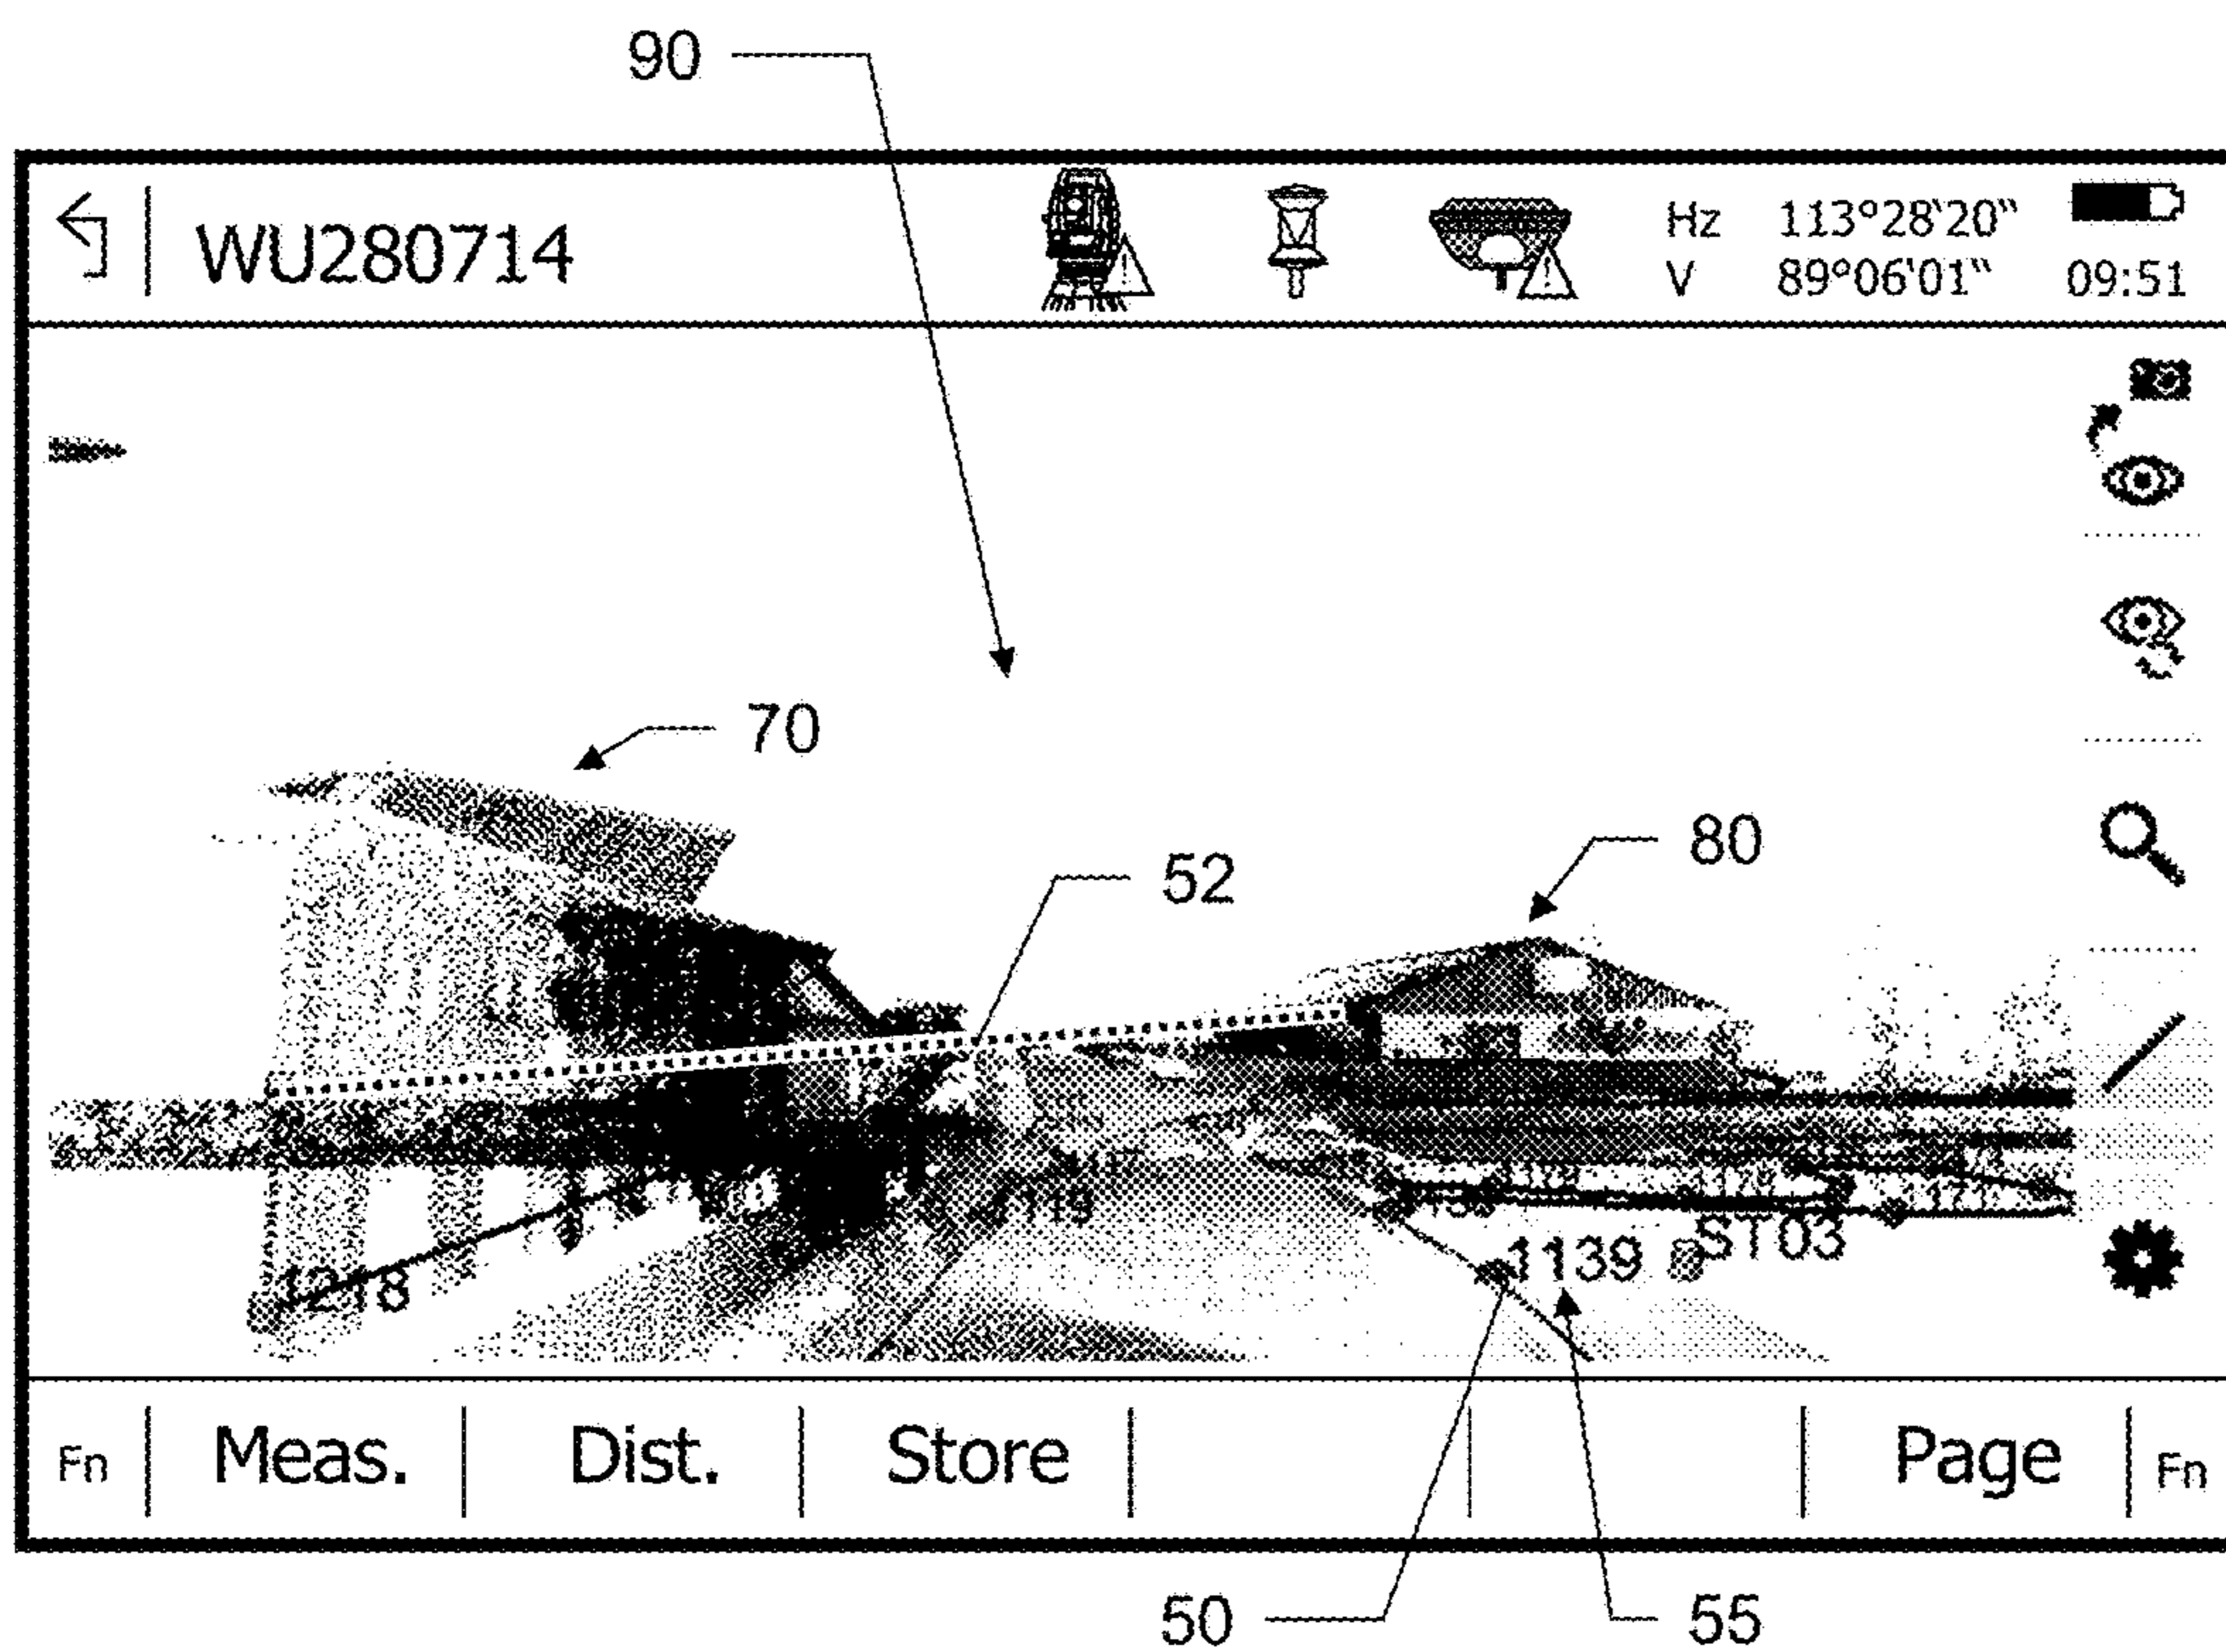 90
WU280714
Hz 113°28'20"
V 89°06'01"
09:51
70
80
52
1119
ST03
1139
1218
Fn
Meas.
Dist.
Store
Page
Fn
50
55